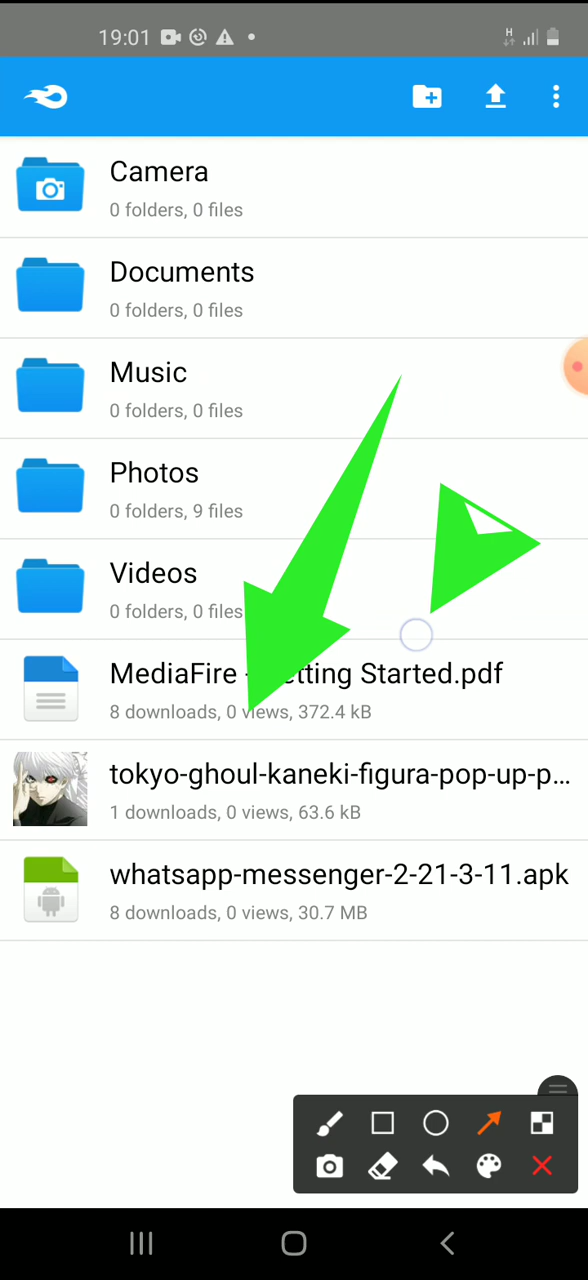 19:01
H
Camera
0 folders, 0 files
Documents
0 folders, 0 files
Music
0 folders, 0 files
Photos
0 folders, 9 files
Videos
0 folders, 0 files
MediaFire - Started.pdf
8 downloads, 0 views, 372.4 kB
tokyo-ghoul-kaneki-figura-pop-up-p...
1 downloads, 0 views, 63.6 kB
whatsapp-messenger-2-21-3-11.apk
8 downloads, 0 views, 30.7 MB